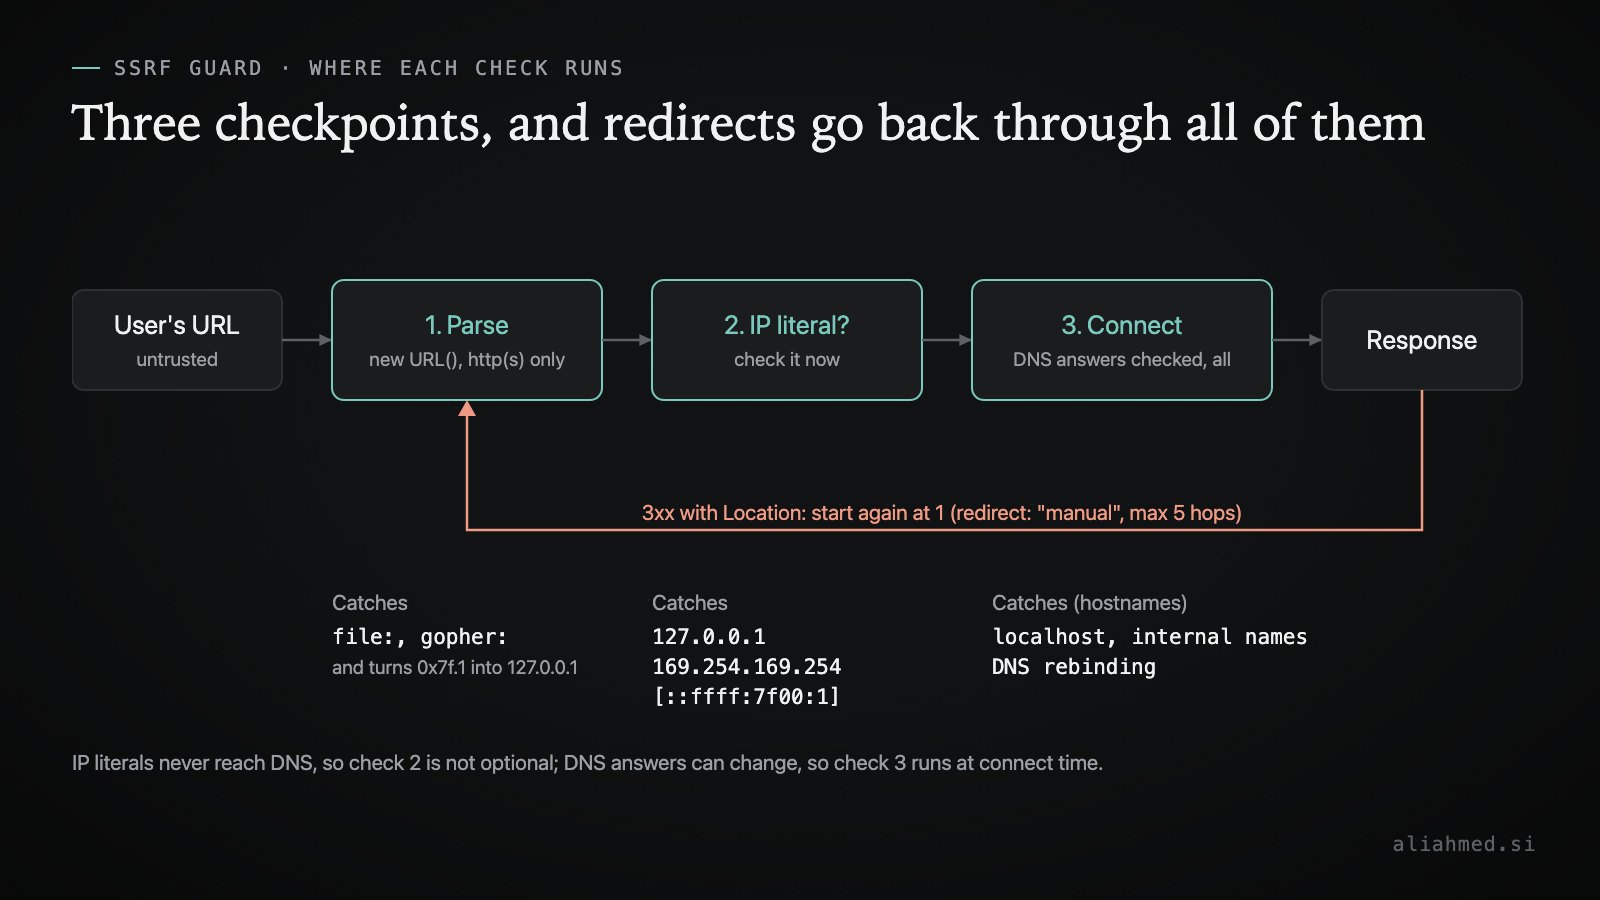 SSRF GUARD · WHERE EACH CHECK RUNS
Three checkpoints, and redirects go back through all of them
User's URL
untrusted
1. Parse
new URL(), http(s) only
2. IP literal?
check it now
3. Connect
DNS answers checked, all
Response
3xx with Location: start again at 1 (redirect: "manual", max 5 hops)
Catches
file:, gopher:
and turns 0x7f.1 into 127.0.0.1
Catches
127.0.0.1
169.254.169.254
[::ffff:7f00:1]
Catches (hostnames)
localhost, internal names
DNS rebinding
IP literals never reach DNS, so check 2 is not optional; DNS answers can change, so check 3 runs at connect time.
aliahmed.si